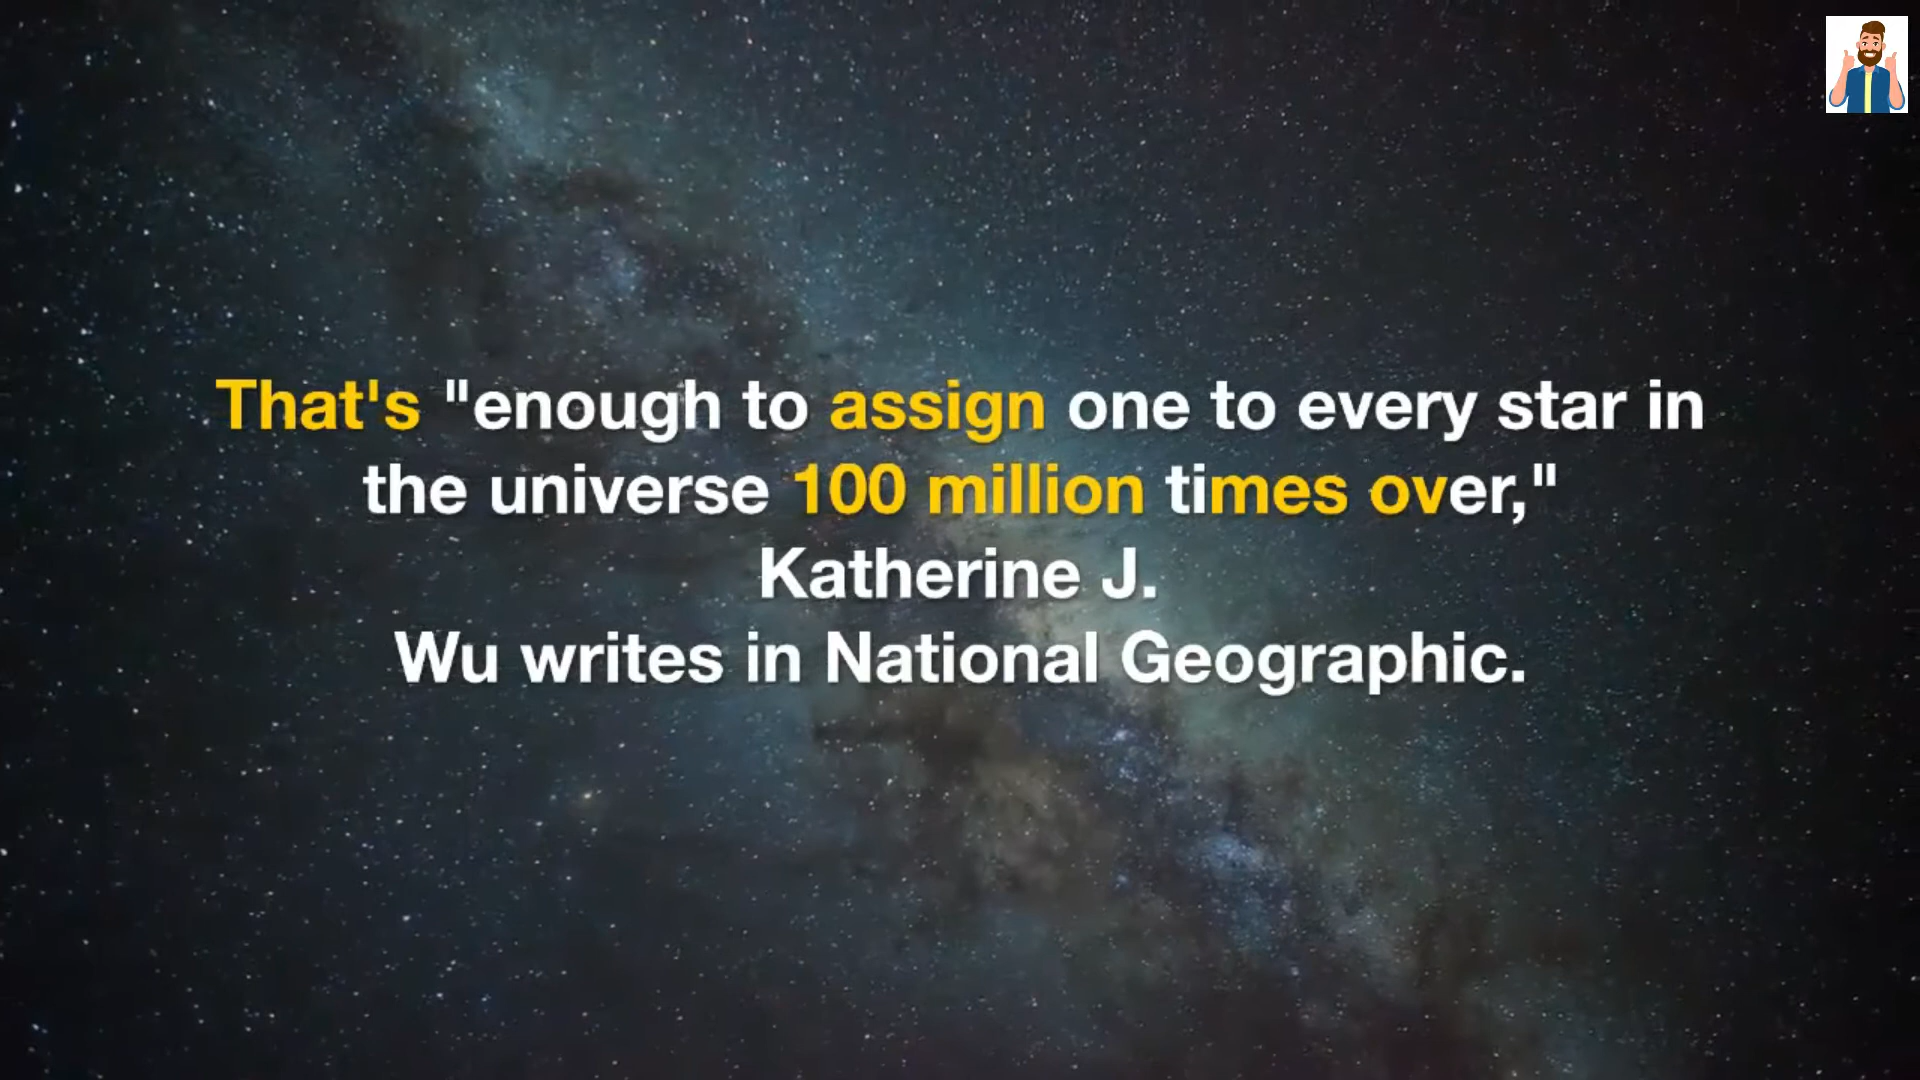 That's "enough to assign one to every star in
the universe 100 million times over,"
Katherine J.
Wu writes in National Geographic.